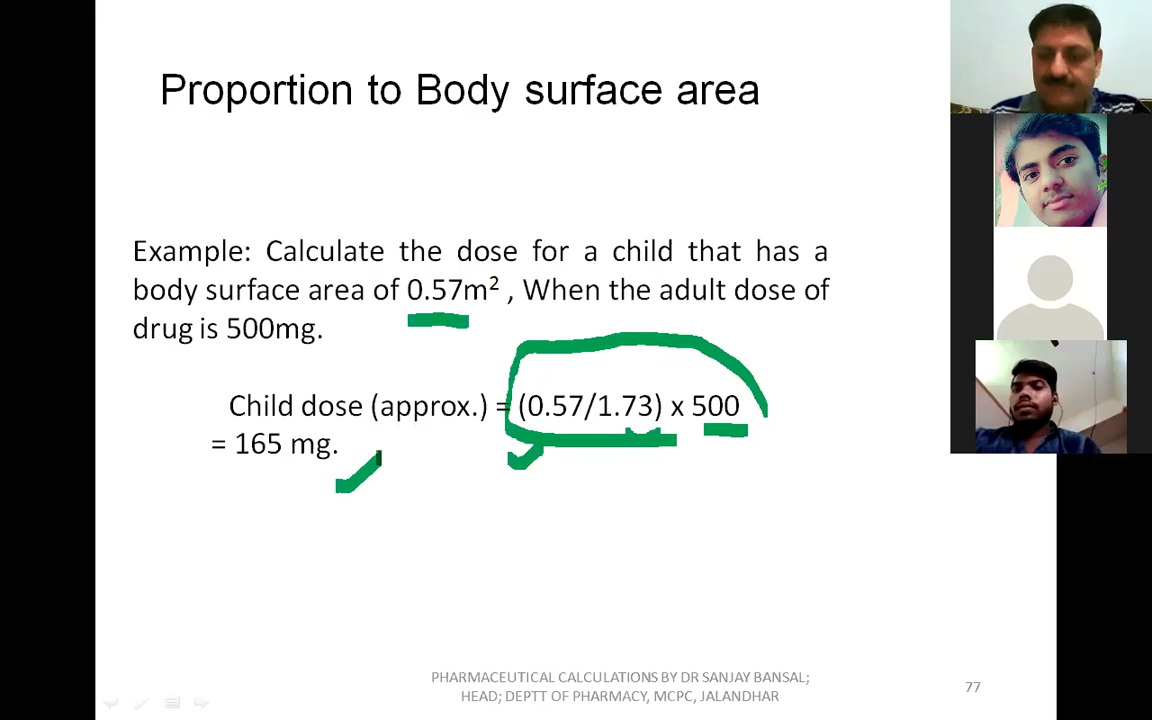 Proportion to Body surface area
Example: Calculate the dose for a child that has a
body surface area of 0.57m² , When the adult dose of
drug is 500mg.
Child dose (approx.) = (0.57/1.73) x 500
= 165 mg.
PHARMACEUTICAL CALCULATIONS BY DR SANJAY BANSAL;
HEAD; DEPTT OF PHARMACY, MCPC, JALANDHAR
77